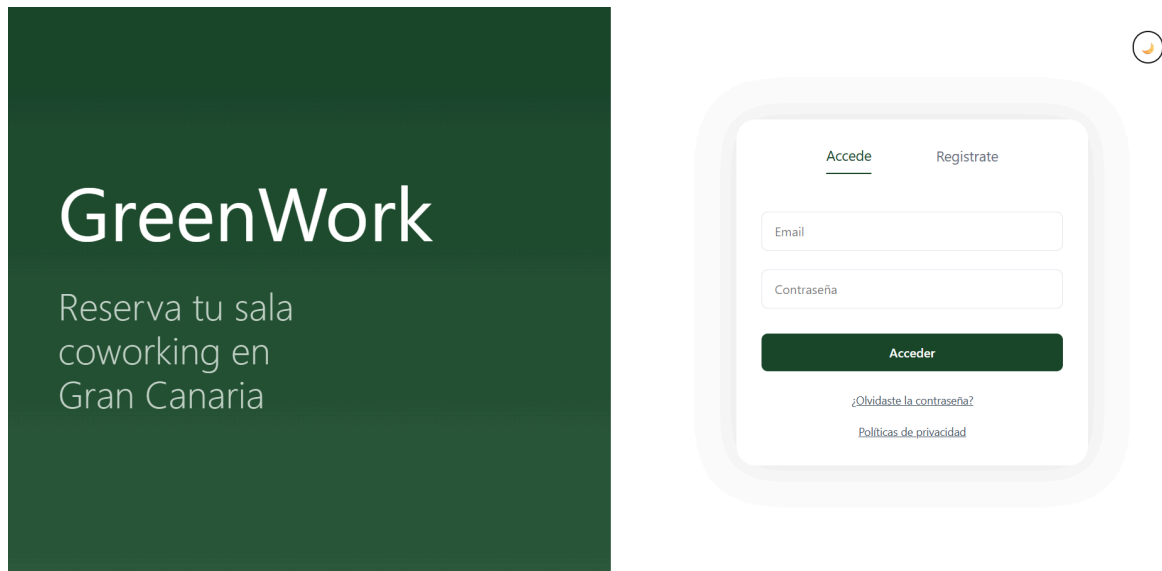 GreenWork
Reserva tu sala
coworking en
Gran Canaria
Accede Registrate
Email
Contraseña
Acceder
¿Olvidaste la contraseña?
Políticas de privacidad